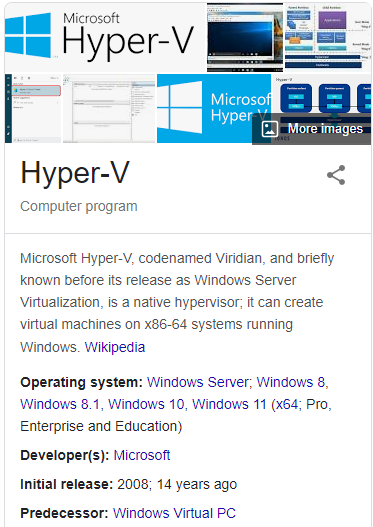 Microsoft
Hyper-V
Microsoft
Hyper-V
More images
Hyper-V
Computer program
Microsoft Hyper-V, codenamed Viridian, and briefly
known before its release as Windows Server
Virtualization, is a native hypervisor; it can create
virtual machines on x86-64 systems running
Windows. Wikipedia
Operating system: Windows Server; Windows 8,
Windows 8.1, Windows 10, Windows 11 (x64; Pro,
Enterprise and Education)
Developer(s): Microsoft
Initial release: 2008; 14 years ago
Predecessor: Windows Virtual PC